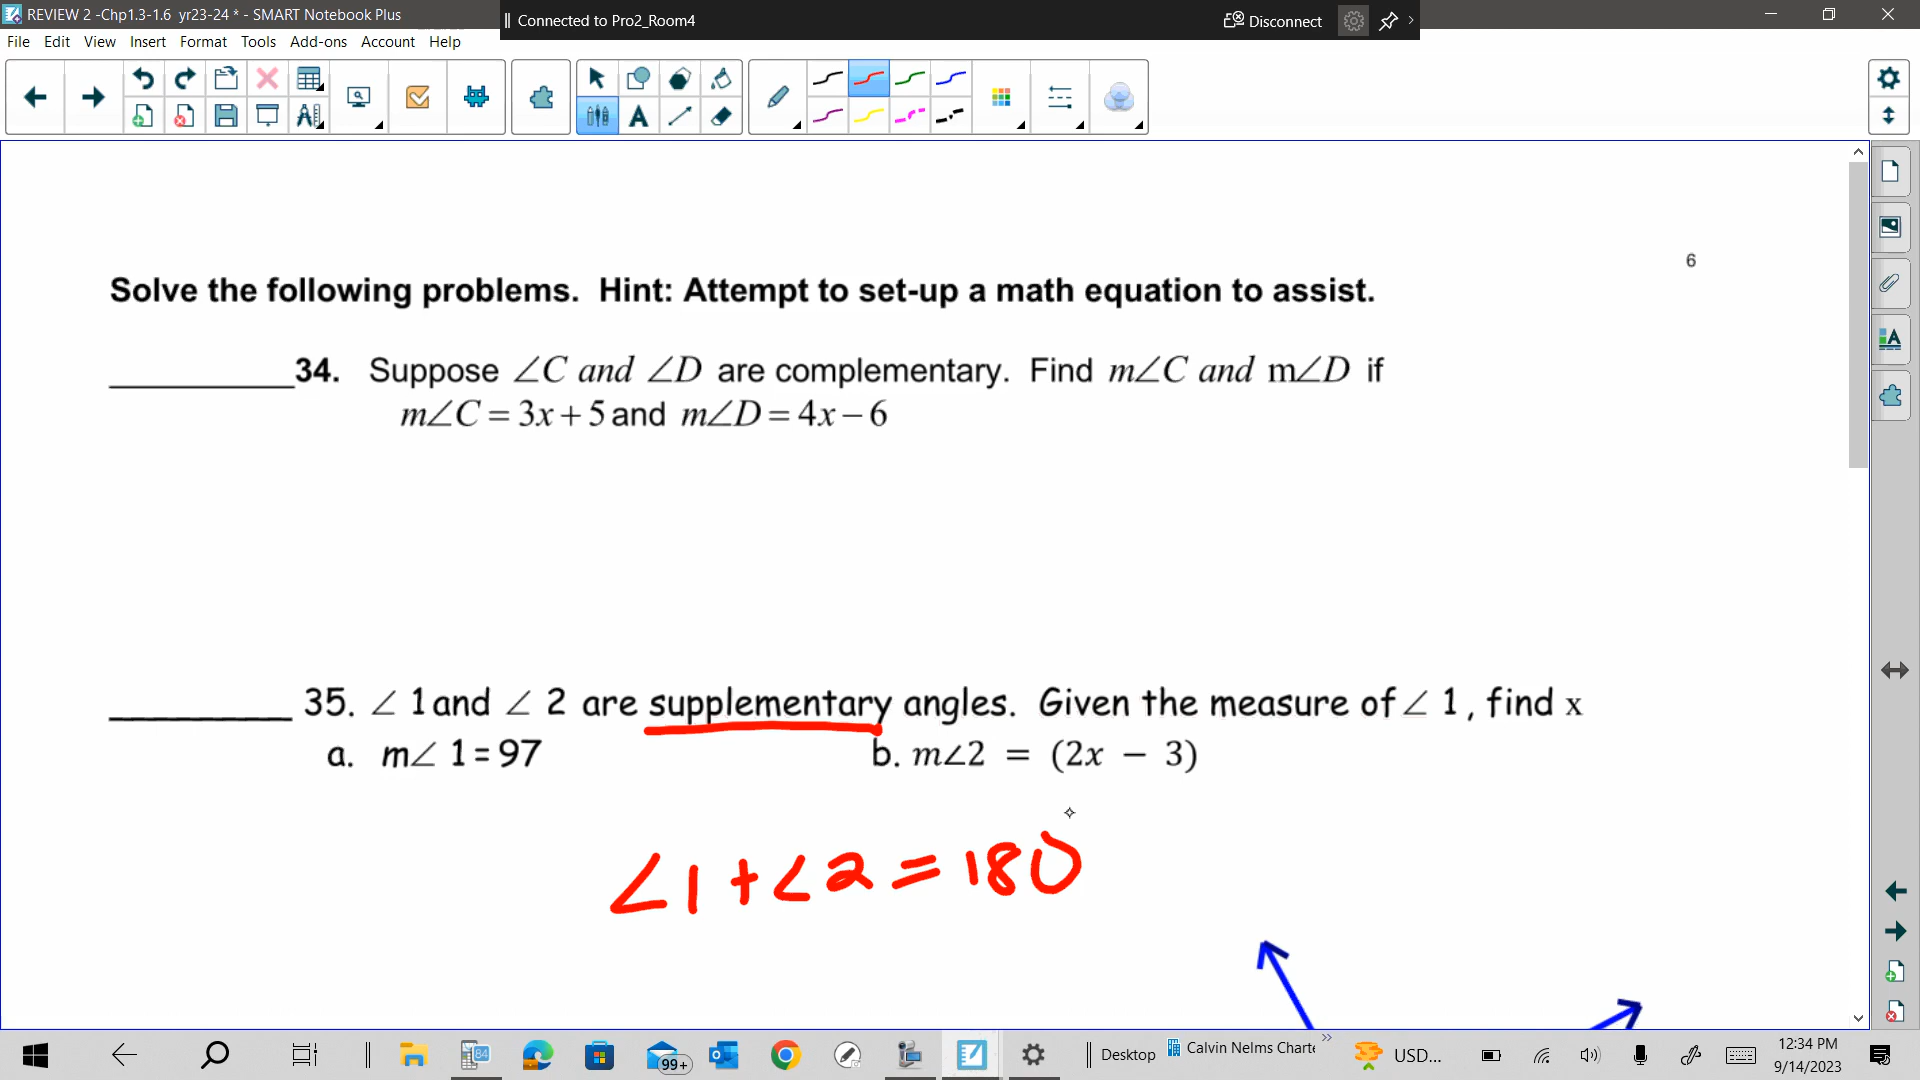 REVIEW 2 -Chp1.3-1.6 yr23-24 * - SMART Notebook Plus
Connected to Pro2_Room4
Disconnect
File Edit View Insert Format Tools Add-ons Account Help
6
Solve the following problems. Hint: Attempt to set-up a math equation to assist.
__________34. Suppose ∠C and ∠D are complementary. Find m∠C and m∠D if
m∠C = 3x + 5 and m∠D = 4x − 6
__________ 35. ∠ 1 and ∠ 2 are supplementary angles. Given the measure of ∠ 1, find x
a. m∠ 1 = 97 b. m∠2 = (2x − 3)
∠1 + ∠2 = 180
84
99+
Desktop
Calvin Nelms Charte
USD...
12:34 PM
9/14/2023